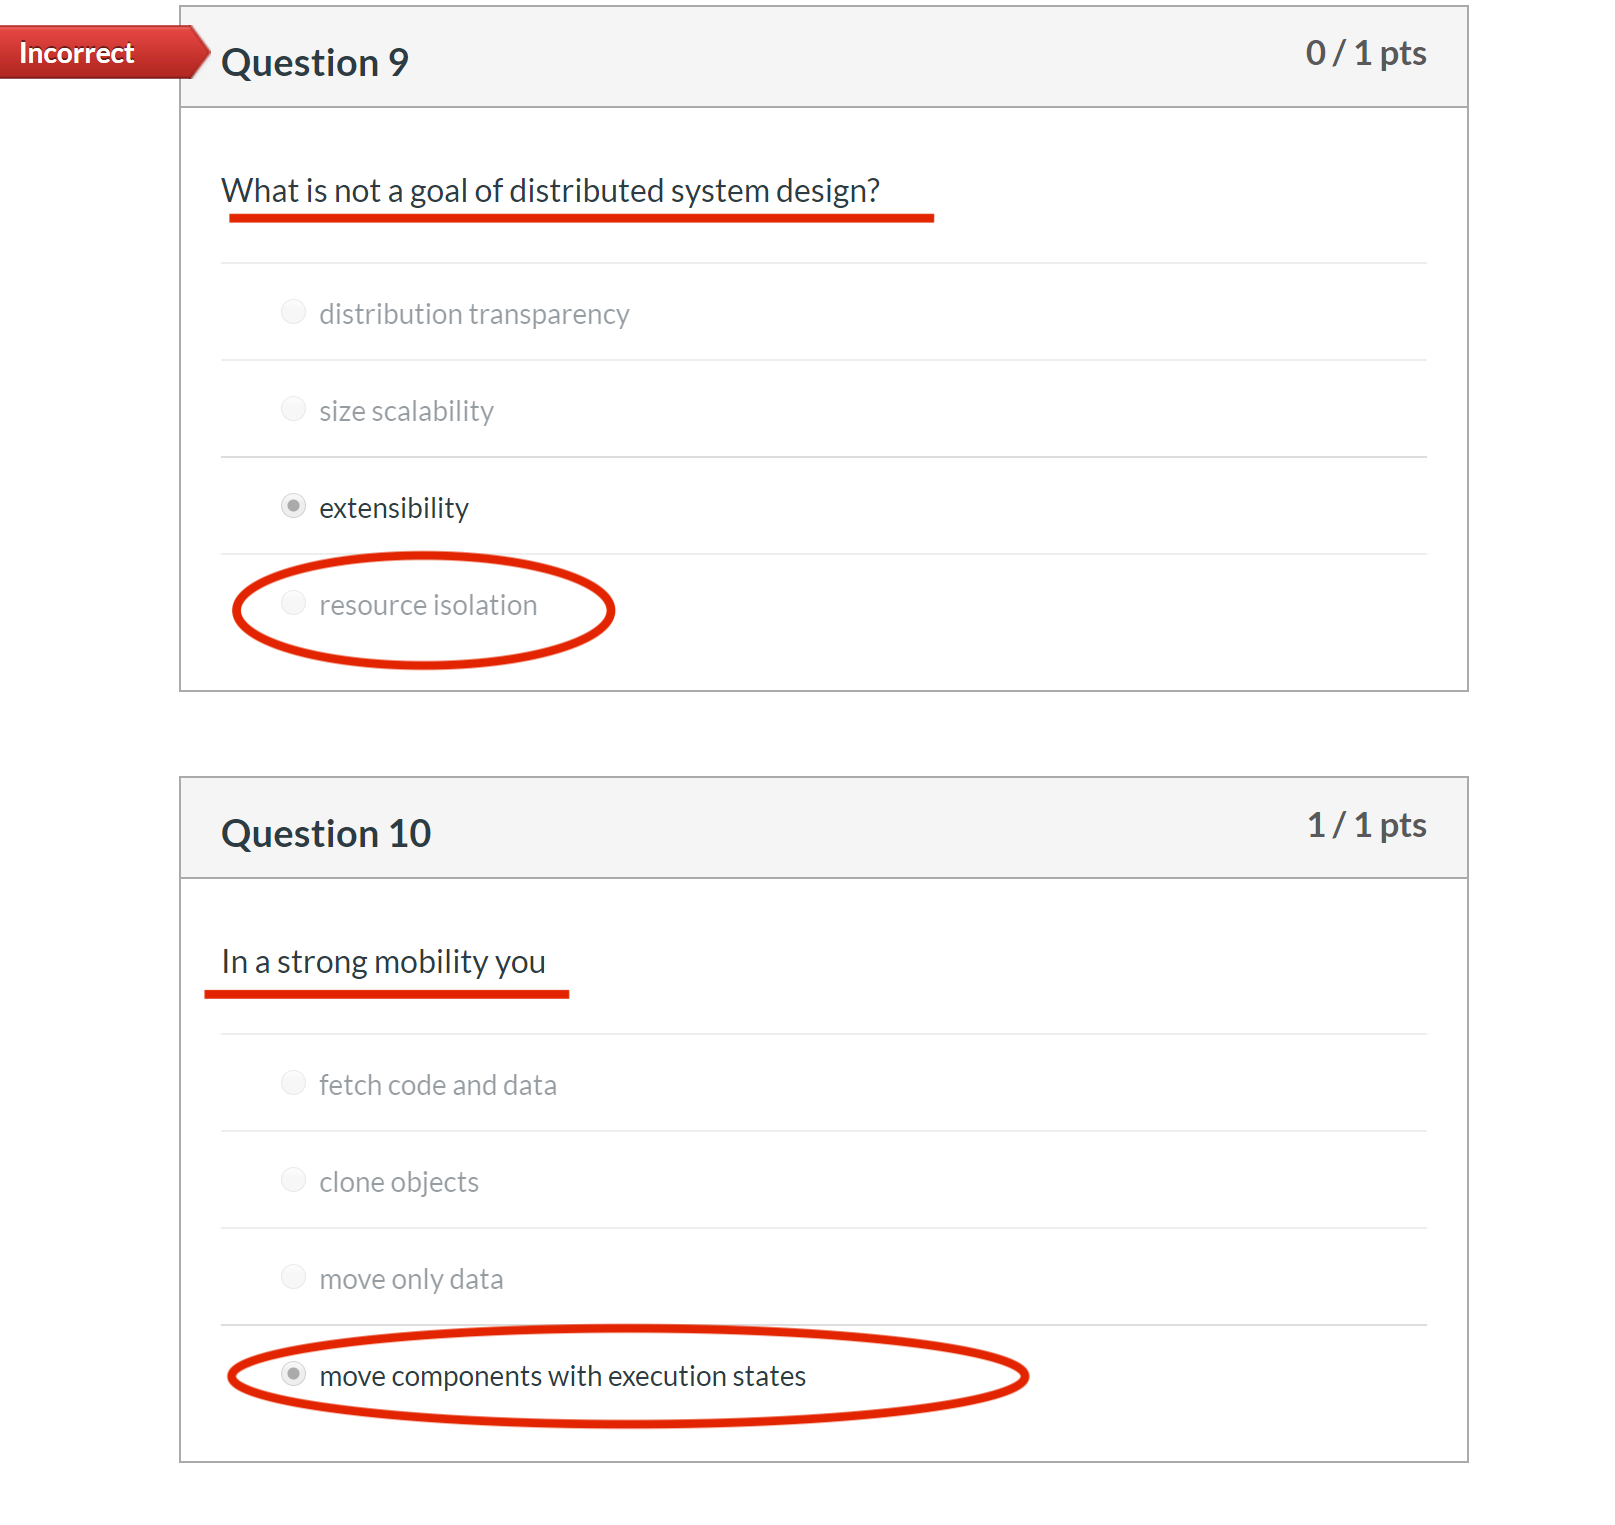 Incorrect
Question 9
0 / 1 pts
What is not a goal of distributed system design?
distribution transparency
size scalability
extensibility
resource isolation
Question 10
1 / 1 pts
In a strong mobility you
fetch code and data
clone objects
move only data
move components with execution states